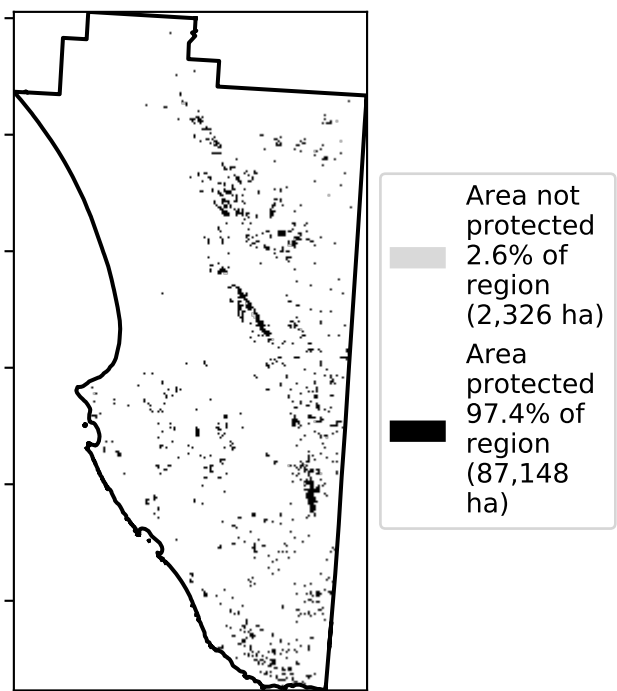 Area not
protected
2.6% of
region
(2,326 ha)
Area
protected
97.4% of
region
(87,148
ha)